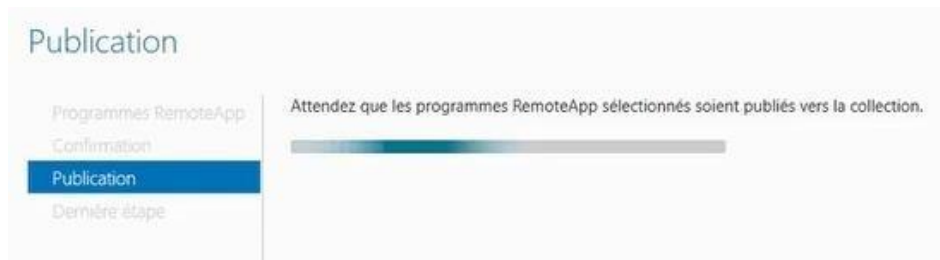 Publication
Programmes RemoteApp
Attendez que les programmes RemoteApp sélectionnés soient publiés vers la collection.
Confirmation
Publication
Dernière étape